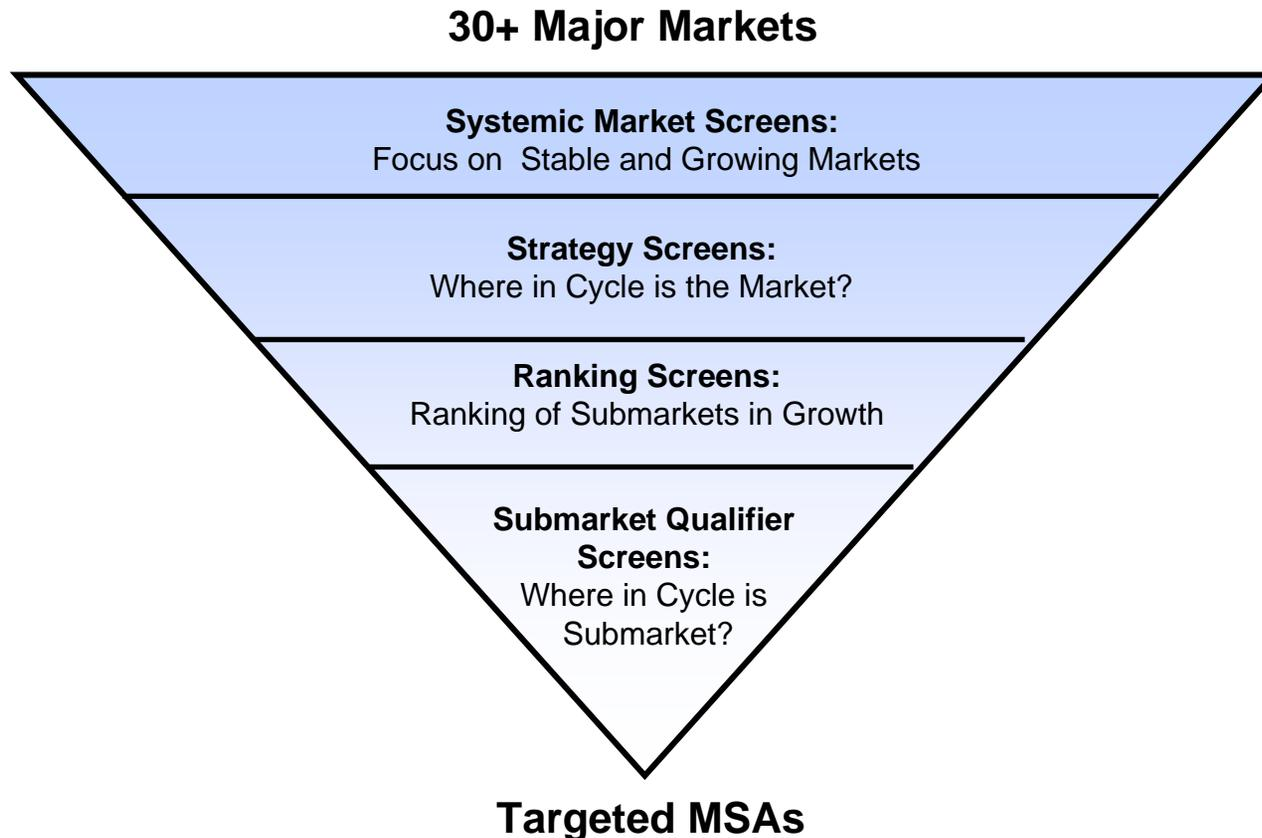 30+ Major Markets
Systemic Market Screens:
Focus on  Stable and Growing Markets
Strategy Screens:
Where in Cycle is the Market?
Ranking Screens:
Ranking of Submarkets in Growth
Submarket Qualifier
Screens:
Where in Cycle is
Submarket?
Targeted MSAs